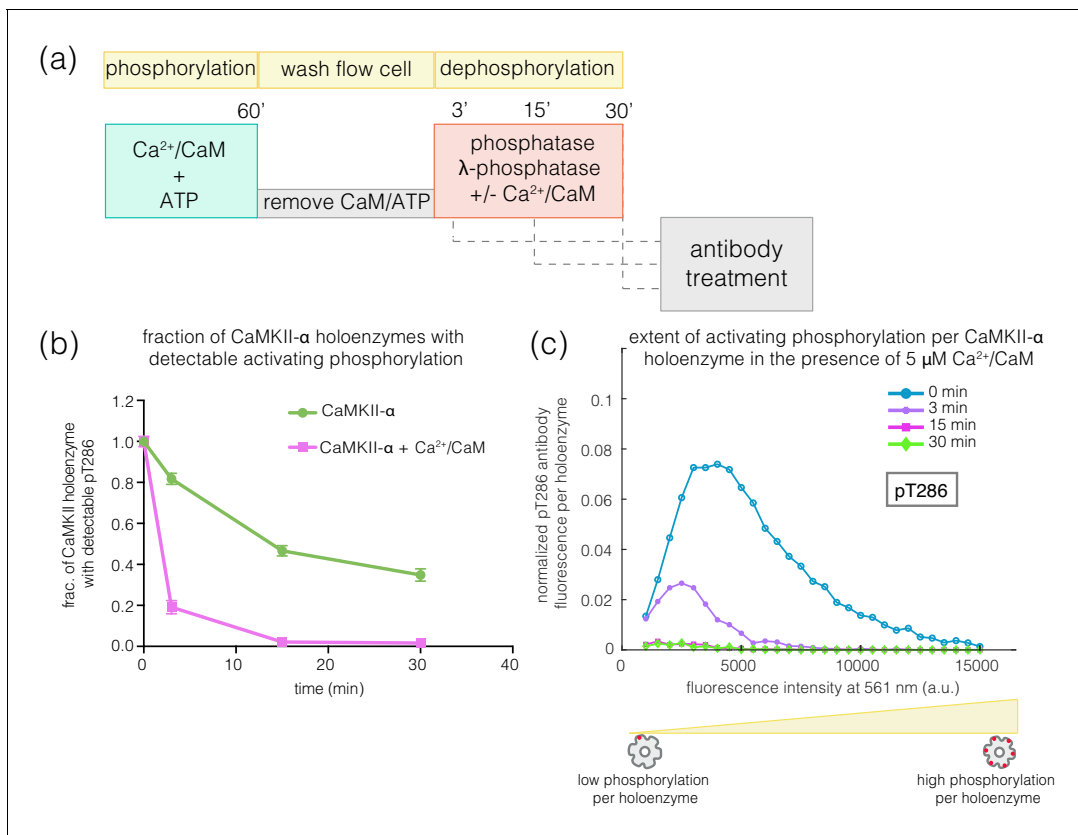 (a)
phosphorylation
wash flow cell
dephosphorylation
60’
3’
15’
30’
Ca²⁺/CaM
+
ATP
remove CaM/ATP
phosphatase
λ-phosphatase
+/- Ca²⁺/CaM
antibody
treatment
(b)
fraction of CaMKII-α holoenzymes with
detectable activating phosphorylation
frac. of CaMKII holoenzyme
with detectable pT286
1.2
1.0
0.8
0.6
0.4
0.2
0.0
0
10
20
30
40
time (min)
CaMKII-α
CaMKII-α + Ca²⁺/CaM
(c)
extent of activating phosphorylation per CaMKII-α
holoenzyme in the presence of 5 μM Ca²⁺/CaM
normalized pT286 antibody
fluorescence per holoenzyme
0.1
0.08
0.06
0.04
0.02
0
0
5000
10000
15000
fluorescence intensity at 561 nm (a.u.)
0 min
3 min
15 min
30 min
pT286
low phosphorylation
per holoenzyme
high phosphorylation
per holoenzyme